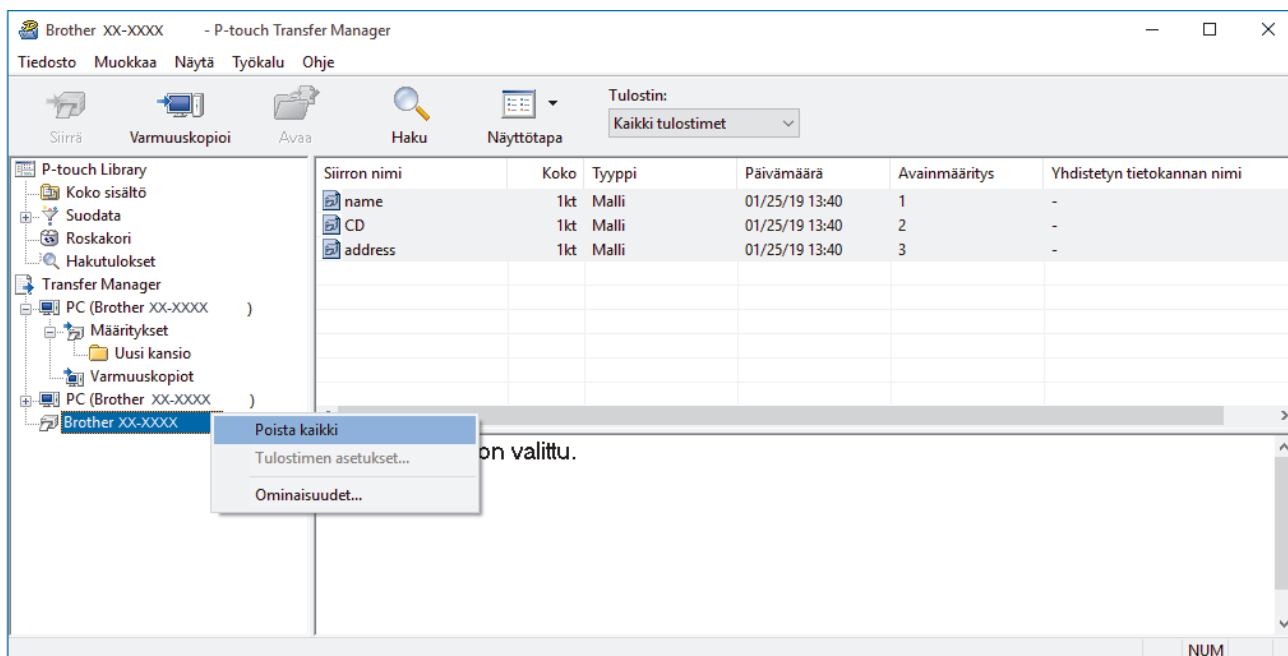 Brother XX-XXXX - P-touch Transfer Manager
Tiedosto Muokkaa Näytä Työkalu Ohje
Siirrä Varmuuskopioi Avaa Haku Näyttötapa
Tulostin:
Kaikki tulostimet
P-touch Library
Koko sisältö
Suodata
Roskakori
Hakutulokset
Transfer Manager
PC (Brother XX-XXXX )
Määritykset
Uusi kansio
Varmuuskopiot
PC (Brother XX-XXXX )
Brother XX-XXXX
Siirron nimi Koko Tyyppi Päivämäärä Avainmääritys Yhdistetyn tietokannan nimi
name 1kt Malli 01/25/19 13:40 1 -
CD 1kt Malli 01/25/19 13:40 2 -
address 1kt Malli 01/25/19 13:40 3 -
Poista kaikki
Tulostimen asetukset...
Ominaisuudet...
on valittu.
NUM